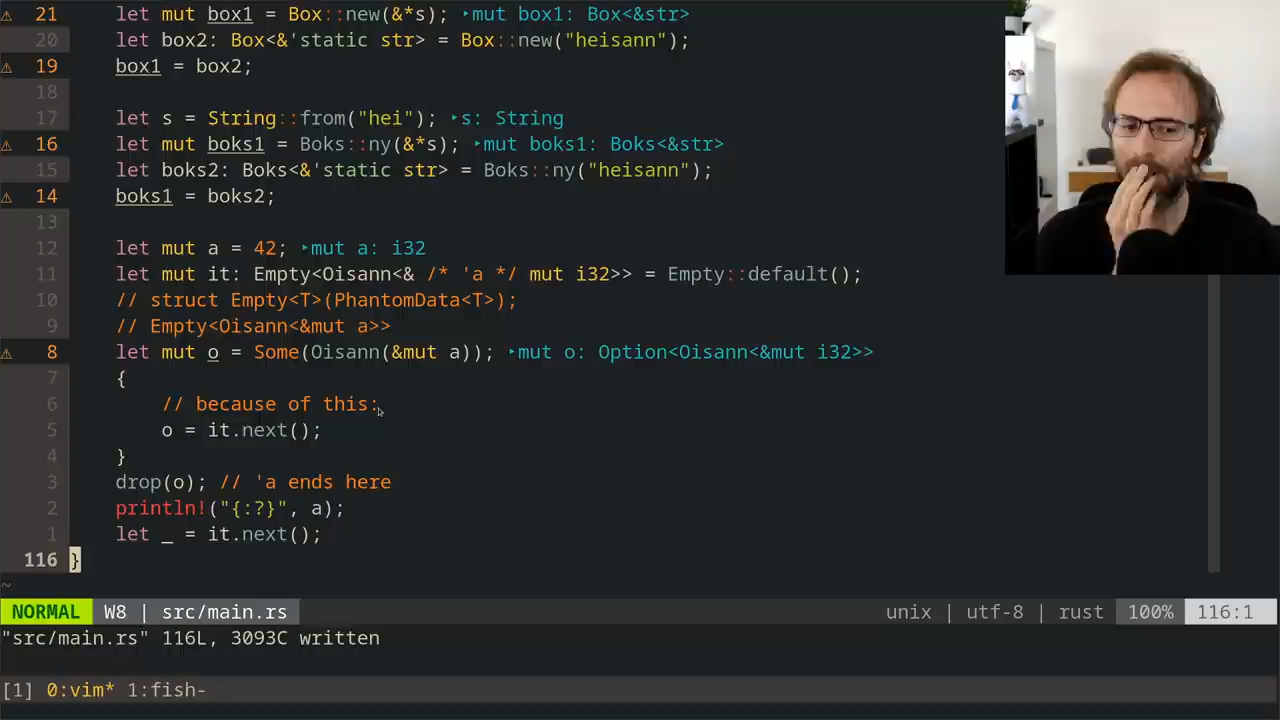 ⚠ 21 let mut box1 = Box::new(&*s); ‣mut box1: Box<&str>
20 let box2: Box<&'static str> = Box::new("heisann");
⚠ 19 box1 = box2;
18
17 let s = String::from("hei"); ‣s: String
⚠ 16 let mut boks1 = Boks::ny(&*s); ‣mut boks1: Boks<&str>
15 let boks2: Boks<&'static str> = Boks::ny("heisann");
⚠ 14 boks1 = boks2;
13
12 let mut a = 42; ‣mut a: i32
11 let mut it: Empty<Oisann<& /* 'a */ mut i32>> = Empty::default();
10 // struct Empty<T>(PhantomData<T>);
9 // Empty<Oisann<&mut a>>
⚠ 8 let mut o = Some(Oisann(&mut a)); ‣mut o: Option<Oisann<&mut i32>>
7 {
6 // because of this:
5 o = it.next();
4 }
3 drop(o); // 'a ends here
2 println!("{:?}", a);
1 let _ = it.next();
116 }
~
NORMAL W8 | src/main.rs unix | utf-8 | rust 100% 116:1
"src/main.rs" 116L, 3093C written
[1] 0:vim* 1:fish-